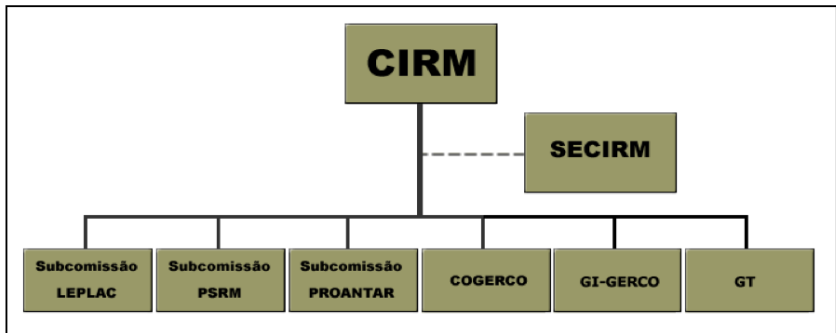 CIRM
SECIRM
Subcomissão
LEPLAC
Subcomissão
PSRM
Subcomissão
PROANTAR
COGERCO
GI-GERCO
GT